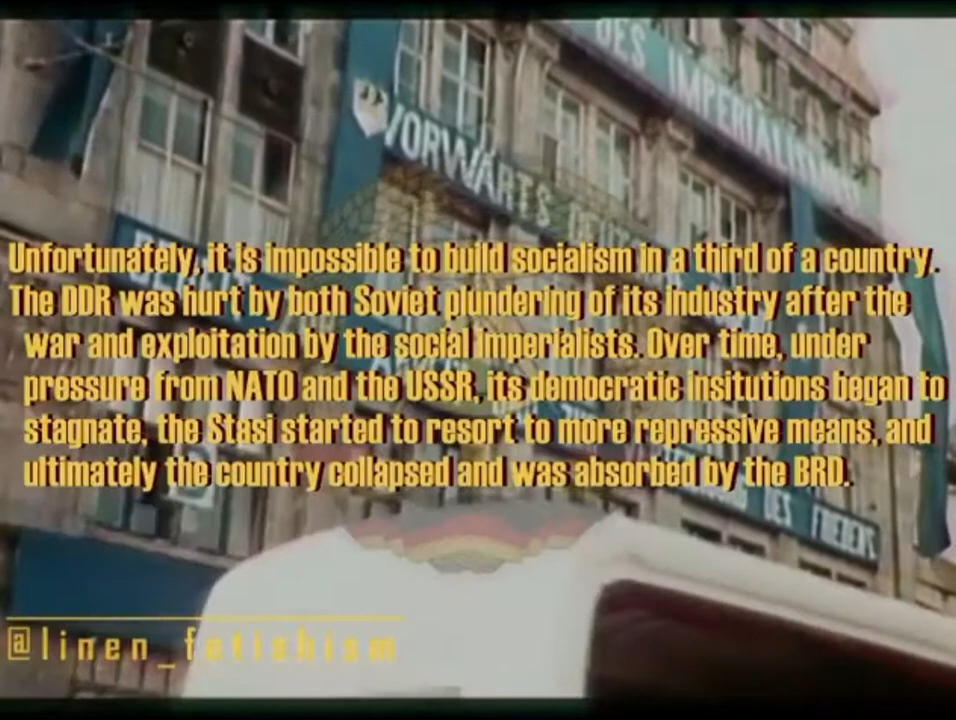 DES IMPERIALISMUS
VORWÄRTS
Unfortunately, it is impossible to build socialism in a third of a country.
The DDR was hurt by both Soviet plundering of its industry after the
war and exploitation by the social imperialists. Over time, under
pressure from NATO and the USSR, its democratic insitutions began to
stagnate, the Stasi started to resort to more repressive means, and
ultimately the country collapsed and was absorbed by the BRD.
DES FRIEDENS
@linen_fetishism